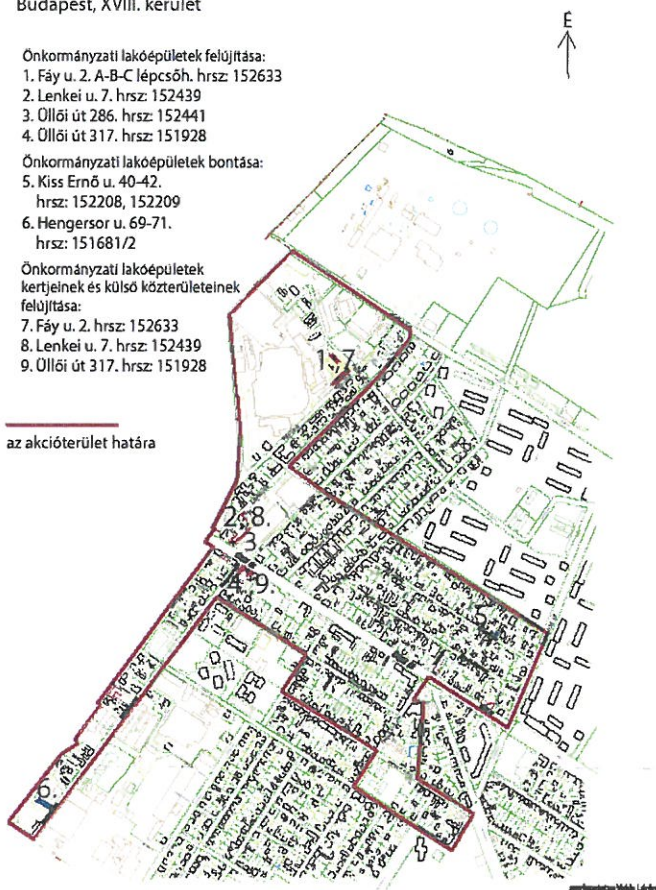 Budapest, XVIII. kerület
É
Önkormányzati lakóépületek felújítása:
1. Fáy u. 2. A-B-C lépcsőh. hrsz: 152633
2. Lenkei u. 7. hrsz: 152439
3. Üllői út 286. hrsz: 152441
4. Üllői út 317. hrsz: 151928
Önkormányzati lakóépületek bontása:
5. Kiss Ernő u. 40-42.
hrsz: 152208, 152209
6. Hengersor u. 69-71.
hrsz: 151681/2
Önkormányzati lakóépületek
kertjeinek és külső közterületeinek
felújítása:
7. Fáy u. 2. hrsz: 152633
8. Lenkei u. 7. hrsz: 152439
9. Üllői út 317. hrsz: 151928
az akcióterület határa
1. 7.
2. 8.
3.
4. 9.
5.
6.